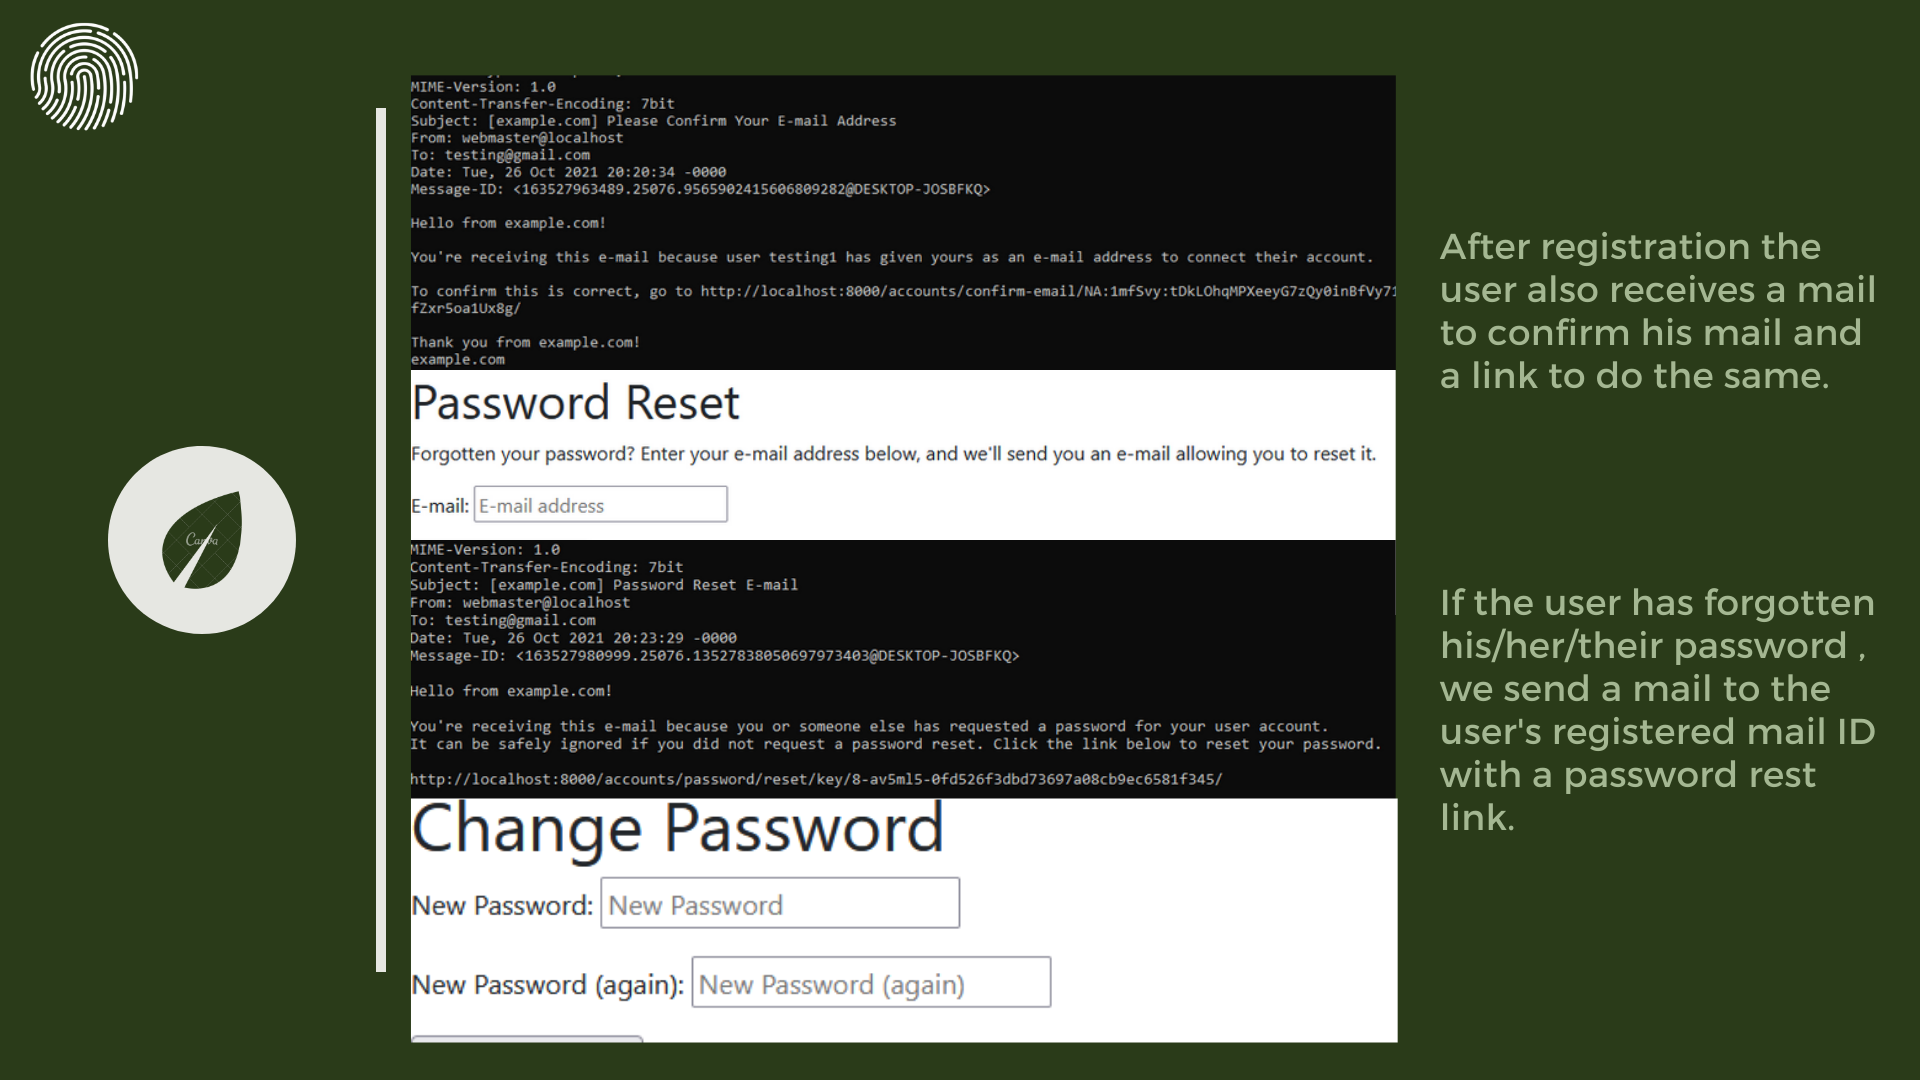 MIME-Version: 1.0
Content-Transfer-Encoding: 7bit
Subject: [example.com] Please Confirm Your E-mail Address
From: webmaster@localhost
To: testing@gmail.com
Date: Tue, 26 Oct 2021 20:20:34 -0000
Message-ID: <163527963489.25076.9565902415606809282@DESKTOP-JOSBFKQ>
Hello from example.com!
You're receiving this e-mail because user testing1 has given yours as an e-mail address to connect their account.
To confirm this is correct, go to http://localhost:8000/accounts/confirm-email/NA:1mfSvy:tDkLOhqMPXeeyG7zQy0inBfVy71
fZxr5oa1Ux8g/
Thank you from example.com!
example.com
Password Reset
Forgotten your password? Enter your e-mail address below, and we'll send you an e-mail allowing you to reset it.
E-mail: E-mail address
MIME-Version: 1.0
Content-Transfer-Encoding: 7bit
Subject: [example.com] Password Reset E-mail
From: webmaster@localhost
To: testing@gmail.com
Date: Tue, 26 Oct 2021 20:23:29 -0000
Message-ID: <163527980999.25076.13527838050697973403@DESKTOP-JOSBFKQ>
Hello from example.com!
You're receiving this e-mail because you or someone else has requested a password for your user account.
It can be safely ignored if you did not request a password reset. Click the link below to reset your password.
http://localhost:8000/accounts/password/reset/key/8-av5ml5-0fd526f3dbd73697a08cb9ec6581f345/
Change Password
New Password: New Password
New Password (again): New Password (again)
After registration the
user also receives a mail
to confirm his mail and
a link to do the same.
If the user has forgotten
his/her/their password ,
we send a mail to the
user's registered mail ID
with a password rest
link.
Canva